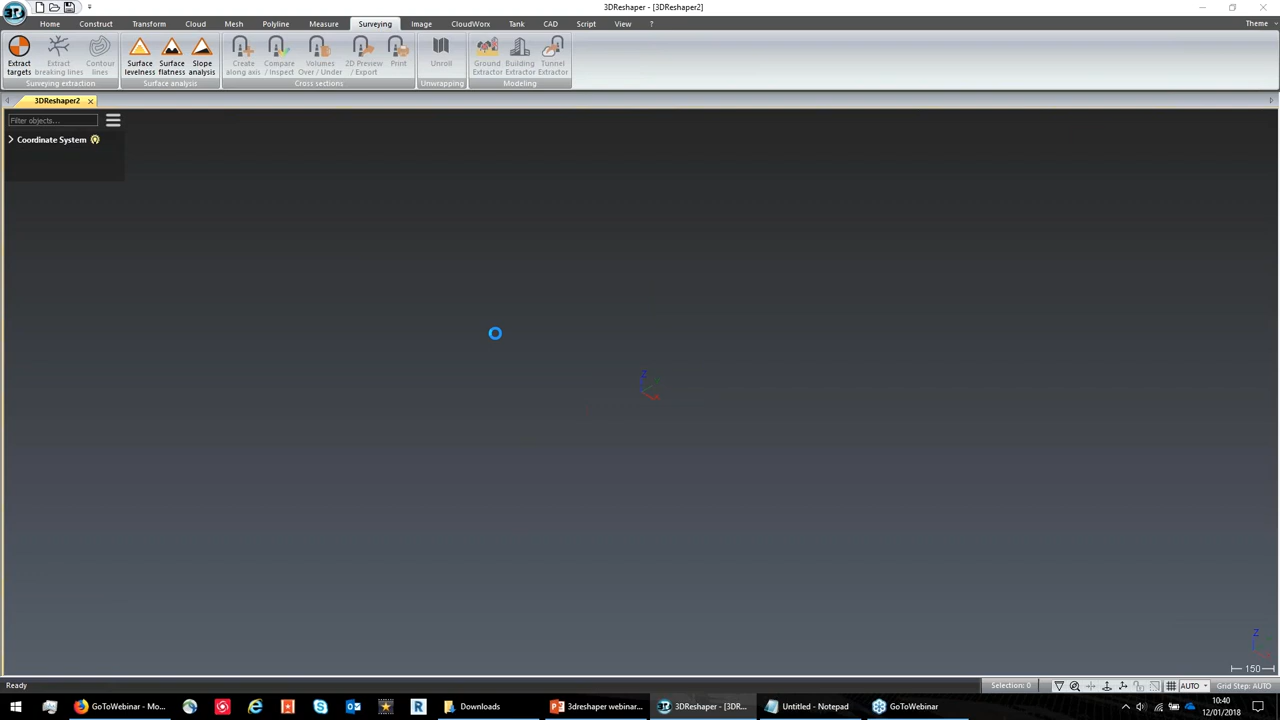 3DReshaper - [3DReshaper2]
Home Construct Transform Cloud Mesh Polyline Measure Surveying Image CloudWorx Tank CAD Script View ? Theme
Extract targets
Extract breaking lines
Contour lines
Surface levelness
Surface flatness
Slope analysis
Create along axis
Compare / Inspect
Volumes Over / Under
2D Preview / Export
Print
Unroll
Ground Extractor
Building Extractor
Tunnel Extractor
Surveying extraction Surface analysis Cross sections Unwrapping Modeling
3DReshaper2
Filter objects...
Coordinate System
Z
Z
150
Ready Selection: 0 AUTO Grid Step: AUTO
GoToWebinar - Mo... Downloads 3dreshaper webinar... 3DReshaper - [3DR... Untitled - Notepad GoToWebinar
10:40
12/01/2018